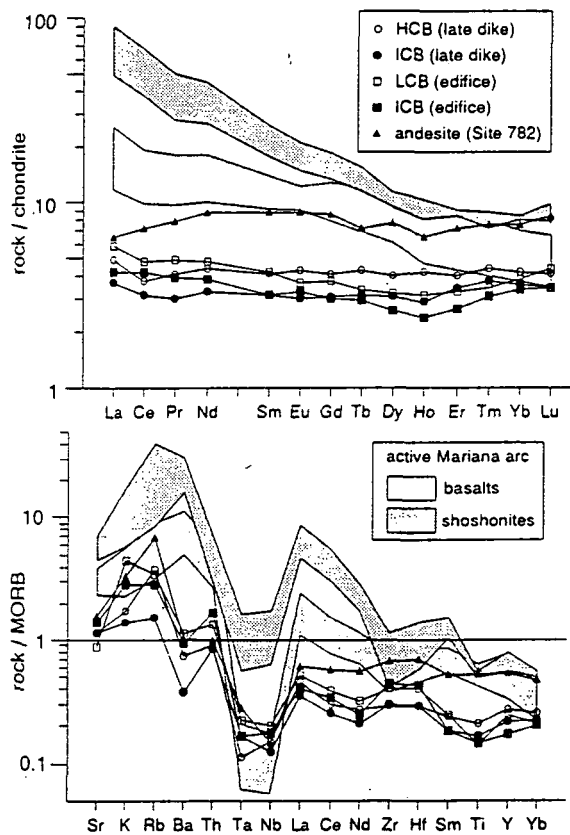 100
HCB (late dike)
ICB (late dike)
LCB (edifice)
ICB (edifice)
andesite (Site 782)
rock / chondrite
10
1
La Ce Pr Nd Sm Eu Gd Tb Dy Ho Er Tm Yb Lu
active Mariana arc
basalts
shoshonites
10
rock / MORB
1
0.1
Sr K Rb Ba Th Ta Nb La Ce Nd Zr Hf Sm Ti Y Yb